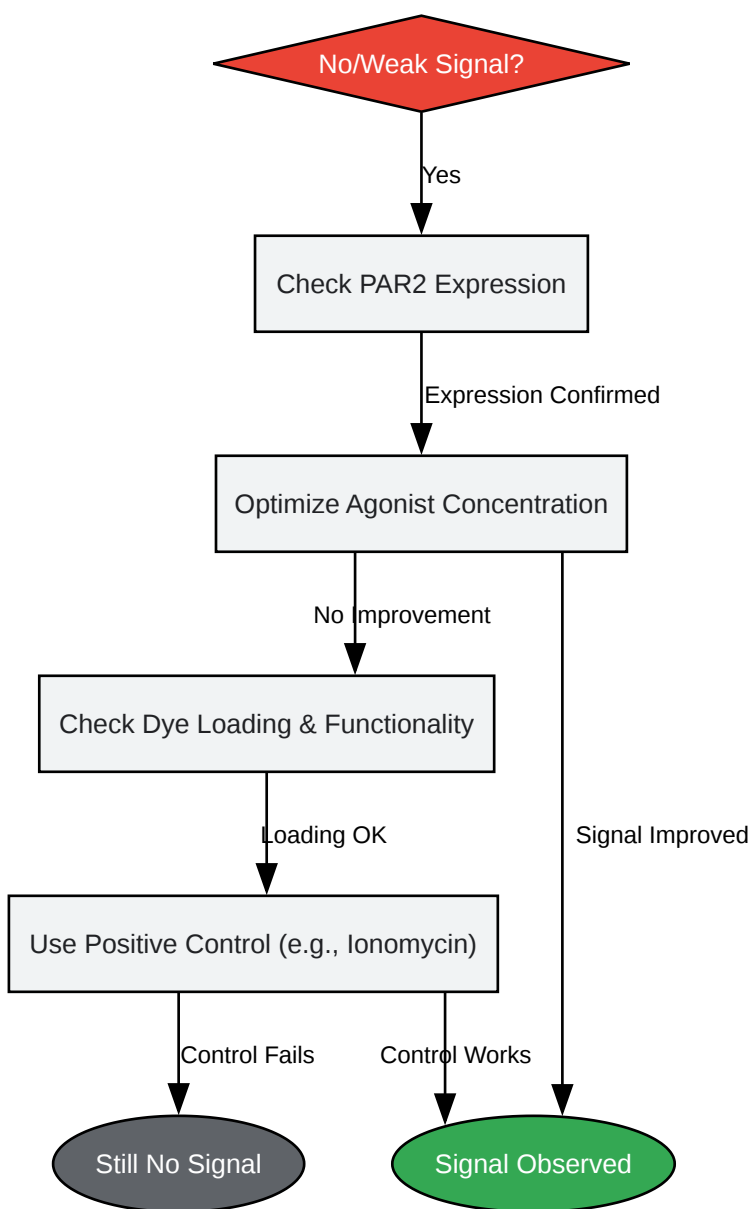 No/Weak Signal?
Yes
Check PAR2 Expression
Expression Confirmed
Optimize Agonist Concentration
No Improvement
Check Dye Loading & Functionality
Loading OK
Signal Improved
Use Positive Control (e.g., Ionomycin)
Control Fails
Control Works
Still No Signal
Signal Observed